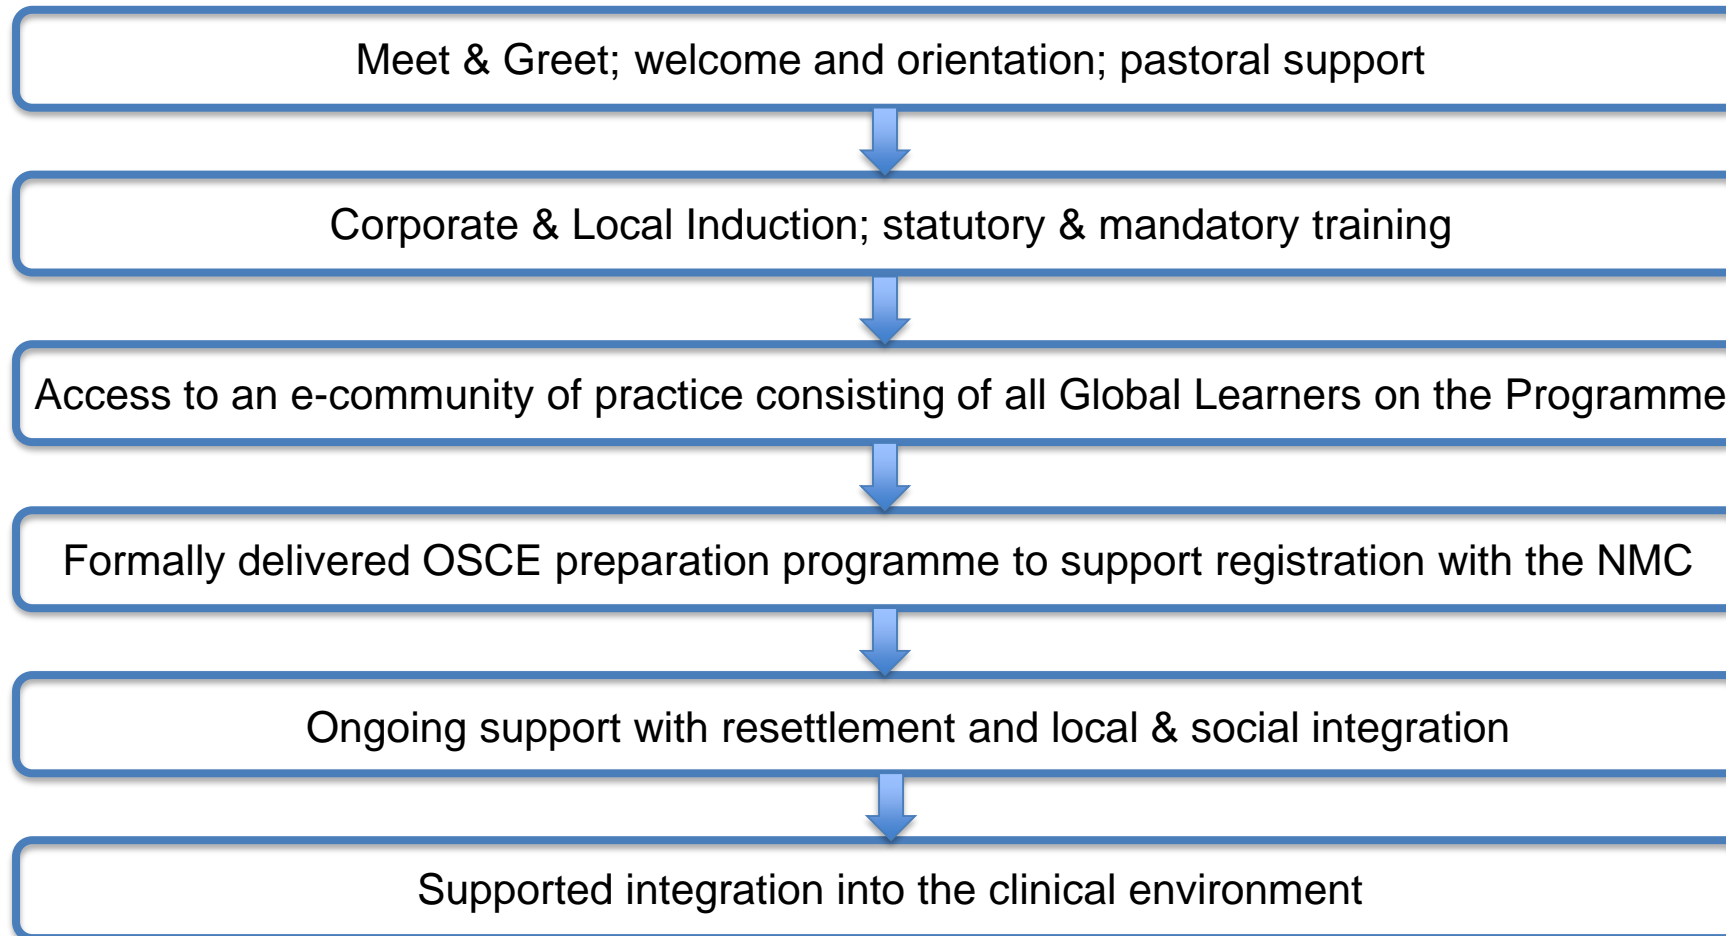 Meet & Greet; welcome and orientation; pastoral support
Corporate & Local Induction; statutory & mandatory training
Access to an e-community of practice consisting of all Global Learners on the Programme
Formally delivered OSCE preparation programme to support registration with the NMC
Ongoing support with resettlement and local & social integration
Supported integration into the clinical environment